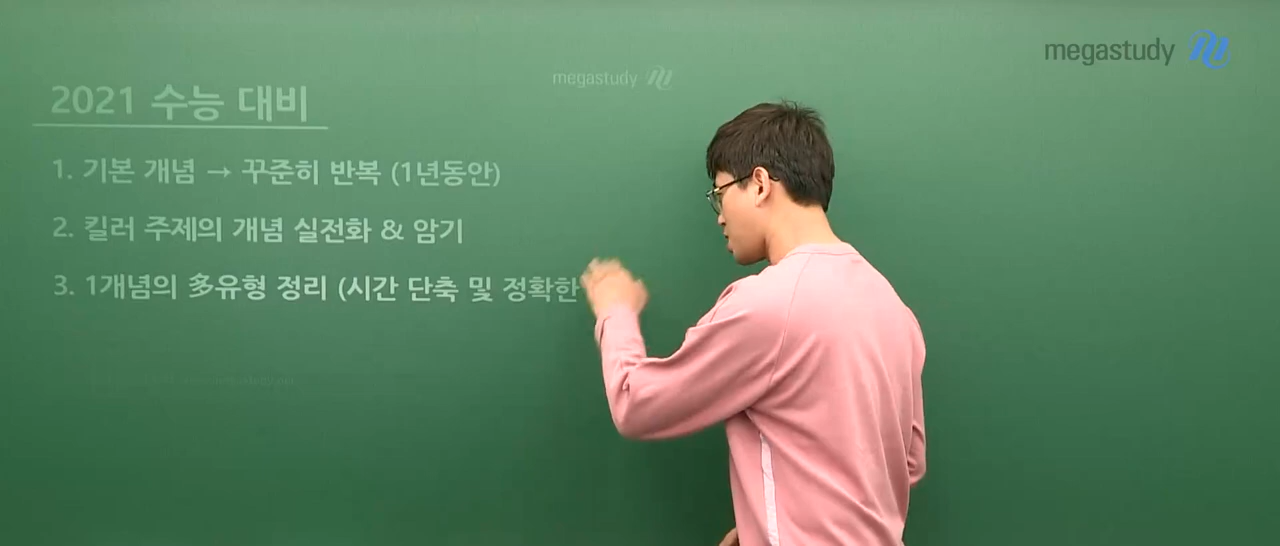 megastudy
megastudy
2021 수능 대비
1. 기본 개념 → 꾸준히 반복 (1년동안)
2. 킬러 주제의 개념 실전화 & 암기
3. 1개념의 多유형 정리 (시간 단축 및 정확한